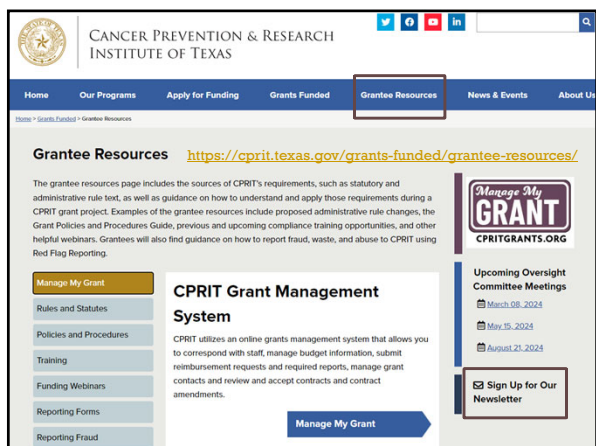 CANCER PREVENTION & RESEARCH
INSTITUTE OF TEXAS
Home Our Programs Apply for Funding Grants Funded Grantee Resources News & Events About Us
Home > Grants Funded > Grantee Resources
Grantee Resources https://cprit.texas.gov/grants-funded/grantee-resources/
The grantee resources page includes the sources of CPRIT's requirements, such as statutory and
administrative rule text, as well as guidance on how to understand and apply those requirements during a
CPRIT grant project. Examples of the grantee resources include proposed administrative rule changes, the
Grant Policies and Procedures Guide, previous and upcoming compliance training opportunities, and other
helpful webinars. Grantees will also find guidance on how to report fraud, waste, and abuse to CPRIT using
Red Flag Reporting.
Manage My
GRANT
CPRITGRANTS.ORG
Manage My Grant
Rules and Statutes
Policies and Procedures
Training
Funding Webinars
Reporting Forms
Reporting Fraud
CPRIT Grant Management
System
CPRIT utilizes an online grants management system that allows you
to correspond with staff, manage budget information, submit
reimbursement requests and required reports, manage grant
contacts and review and accept contracts and contract
amendments.
Manage My Grant
Upcoming Oversight
Committee Meetings
March 08, 2024
May 15, 2024
August 21, 2024
Sign Up for Our
Newsletter